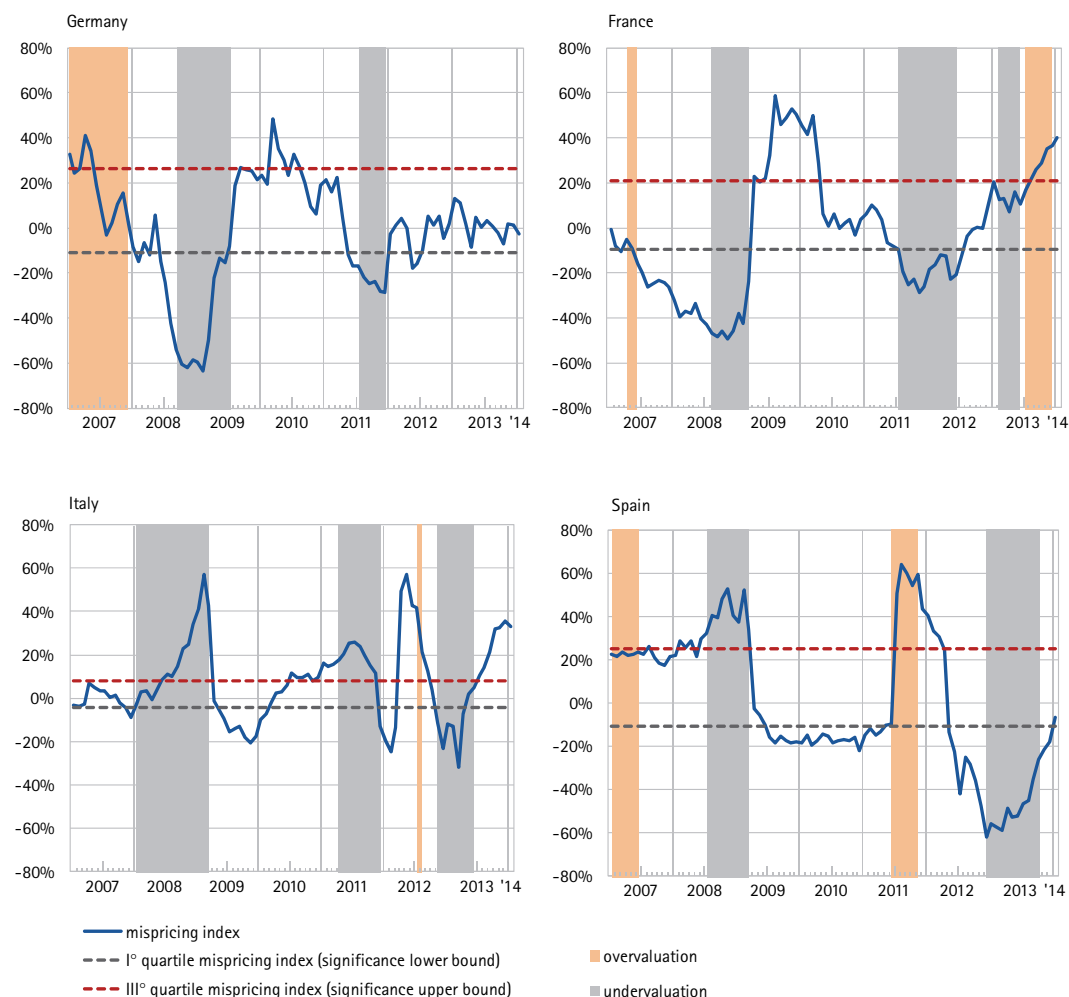 Germany
80%
60%
40%
20%
0%
-20%
-40%
-60%
-80%
2007 2008 2009 2010 2011 2012 2013 '14
France
80%
60%
40%
20%
0%
-20%
-40%
-60%
-80%
2007 2008 2009 2010 2011 2012 2013 '14
Italy
80%
60%
40%
20%
0%
-20%
-40%
-60%
-80%
2007 2008 2009 2010 2011 2012 2013 '14
Spain
80%
60%
40%
20%
0%
-20%
-40%
-60%
-80%
2007 2008 2009 2010 2011 2012 2013 '14
mispricing index
I° quartile mispricing index (significance lower bound)
III° quartile mispricing index (significance upper bound)
overvaluation
undervaluation